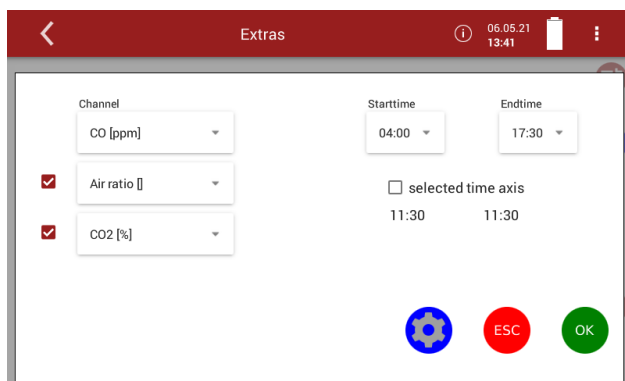 Extras
06.05.21
13:41
Channel
Starttime
Endtime
CO [ppm]
04:00
17:30
Air ratio []
selected time axis
11:30
11:30
CO2 [%]
ESC
OK